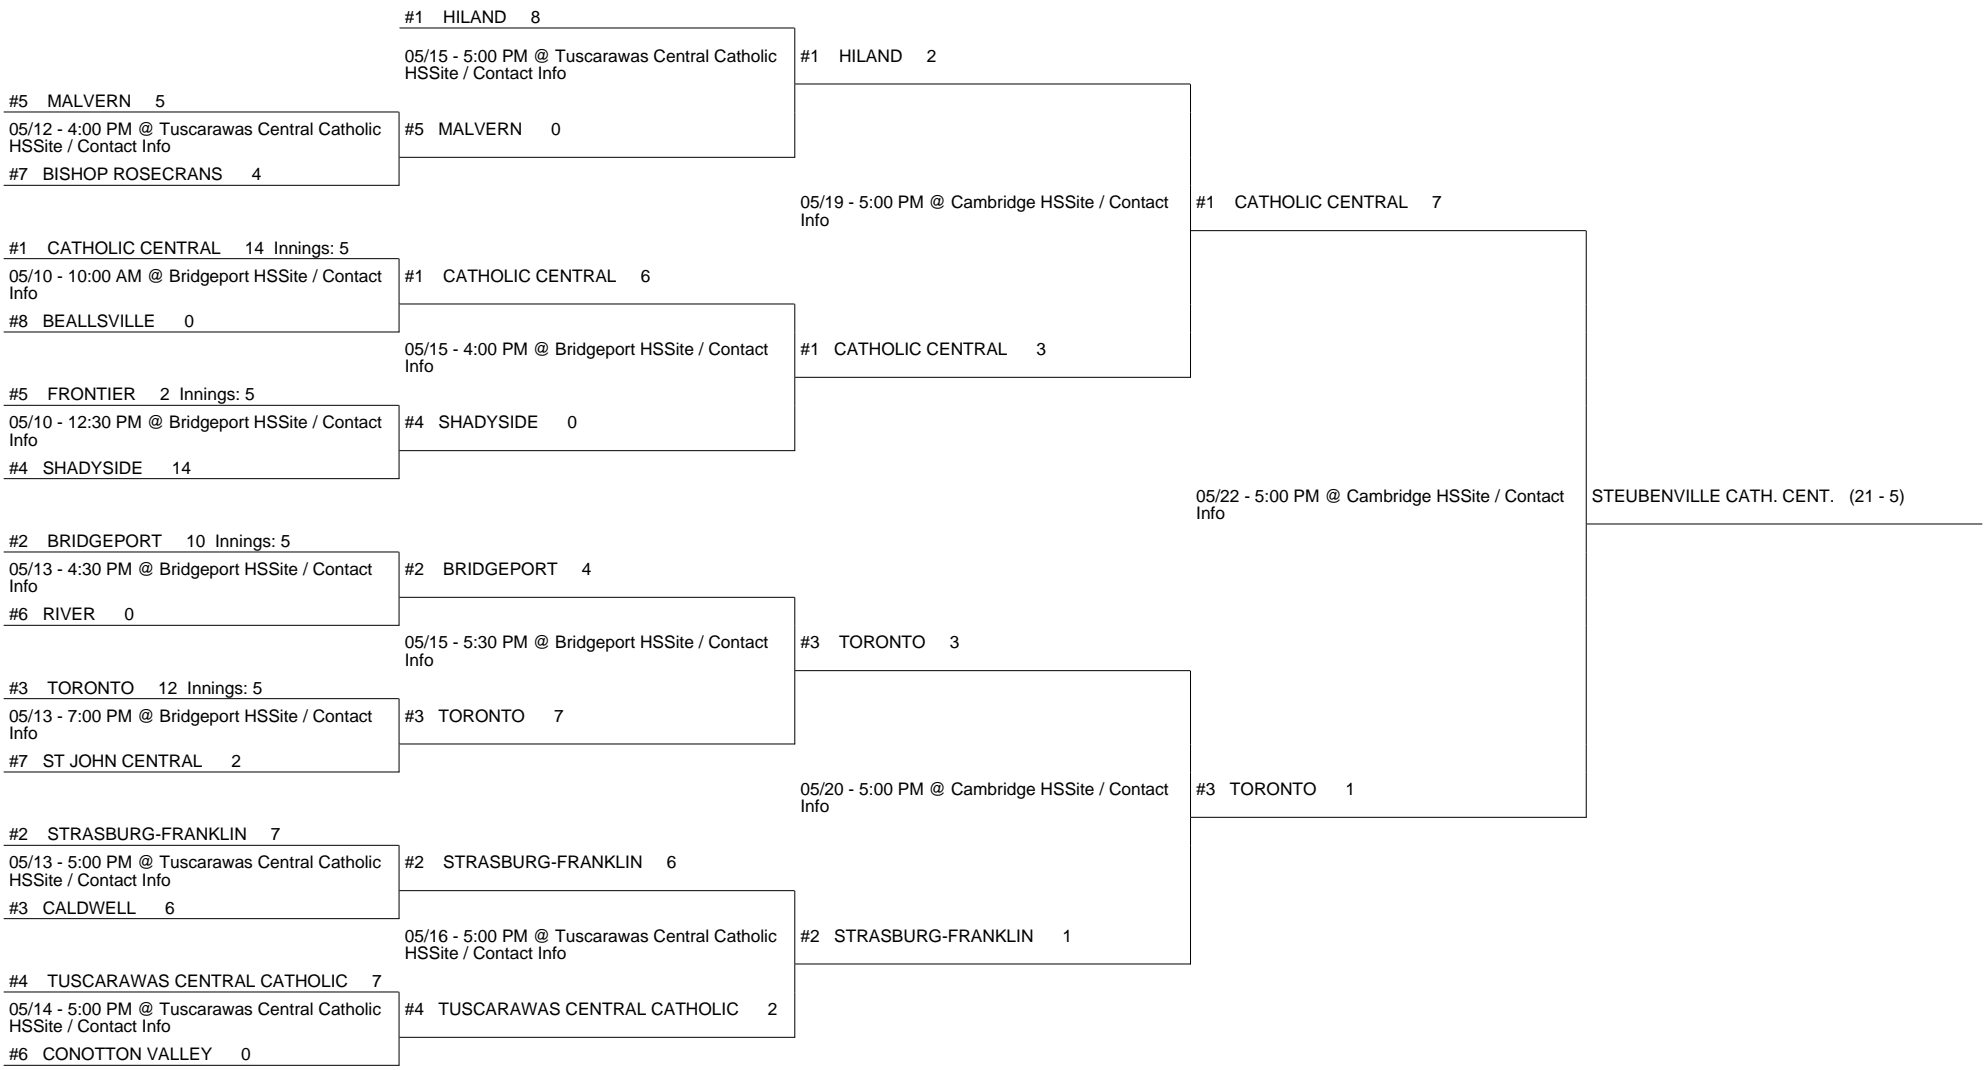 #1 HILAND 8
05/15 - 5:00 PM @ Tuscarawas Central Catholic
HSSite / Contact Info
#1 HILAND 2
#5 MALVERN 5
05/12 - 4:00 PM @ Tuscarawas Central Catholic
HSSite / Contact Info
#5 MALVERN 0
#7 BISHOP ROSECRANS 4
05/19 - 5:00 PM @ Cambridge HSSite / Contact
Info
#1 CATHOLIC CENTRAL 7
#1 CATHOLIC CENTRAL 14 Innings: 5
05/10 - 10:00 AM @ Bridgeport HSSite / Contact
Info
#1 CATHOLIC CENTRAL 6
#8 BEALLSVILLE 0
05/15 - 4:00 PM @ Bridgeport HSSite / Contact
Info
#1 CATHOLIC CENTRAL 3
#5 FRONTIER 2 Innings: 5
05/10 - 12:30 PM @ Bridgeport HSSite / Contact
Info
#4 SHADYSIDE 0
#4 SHADYSIDE 14
05/22 - 5:00 PM @ Cambridge HSSite / Contact
Info
STEUBENVILLE CATH. CENT. (21 - 5)
#2 BRIDGEPORT 10 Innings: 5
05/13 - 4:30 PM @ Bridgeport HSSite / Contact
Info
#2 BRIDGEPORT 4
#6 RIVER 0
05/15 - 5:30 PM @ Bridgeport HSSite / Contact
Info
#3 TORONTO 3
#3 TORONTO 12 Innings: 5
05/13 - 7:00 PM @ Bridgeport HSSite / Contact
Info
#3 TORONTO 7
#7 ST JOHN CENTRAL 2
05/20 - 5:00 PM @ Cambridge HSSite / Contact
Info
#3 TORONTO 1
#2 STRASBURG-FRANKLIN 7
05/13 - 5:00 PM @ Tuscarawas Central Catholic
HSSite / Contact Info
#2 STRASBURG-FRANKLIN 6
#3 CALDWELL 6
05/16 - 5:00 PM @ Tuscarawas Central Catholic
HSSite / Contact Info
#2 STRASBURG-FRANKLIN 1
#4 TUSCARAWAS CENTRAL CATHOLIC 7
05/14 - 5:00 PM @ Tuscarawas Central Catholic
HSSite / Contact Info
#4 TUSCARAWAS CENTRAL CATHOLIC 2
#6 CONOTTON VALLEY 0